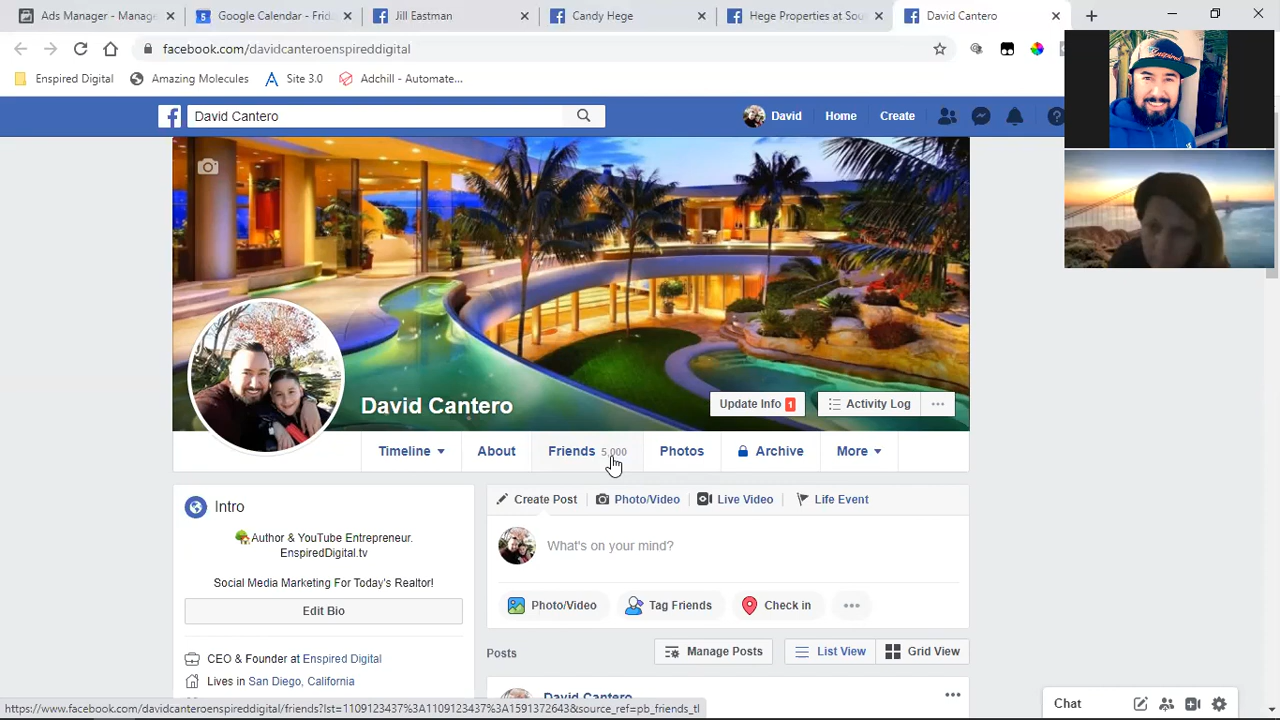 Ads Manager - Manage
Google Calendar - Frid
Jill Eastman
Candy Hege
Hege Properties at Sou
David Cantero
facebook.com/davidcanteroenspireddigital
Enspired Digital
Amazing Molecules
Site 3.0
Adchill - Automate...
David Cantero
David
Home
Create
David Cantero
Update Info 1
Activity Log
Timeline
About
Friends 5,000
Photos
Archive
More
Intro
Author & YouTube Entrepreneur.
EnspiredDigital.tv
Social Media Marketing For Today's Realtor!
Edit Bio
CEO & Founder at Enspired Digital
Lives in San Diego, California
Create Post
Photo/Video
Live Video
Life Event
What's on your mind?
Photo/Video
Tag Friends
Check in
Posts
Manage Posts
List View
Grid View
David Cantero
Chat
https://www.facebook.com/davidcanteroenspireddigital/friends?lst=1109123437%3A1109123437%3A1591372643&source_ref=pb_friends_tl